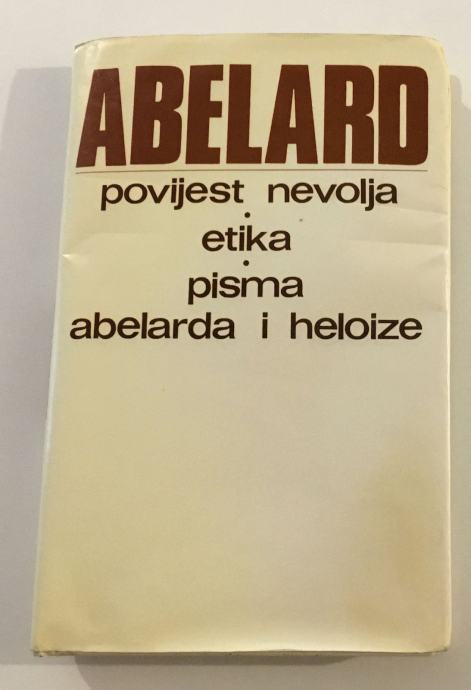 ABELARD
povijest nevolja
·
etika
·
pisma
abelarda i heloize